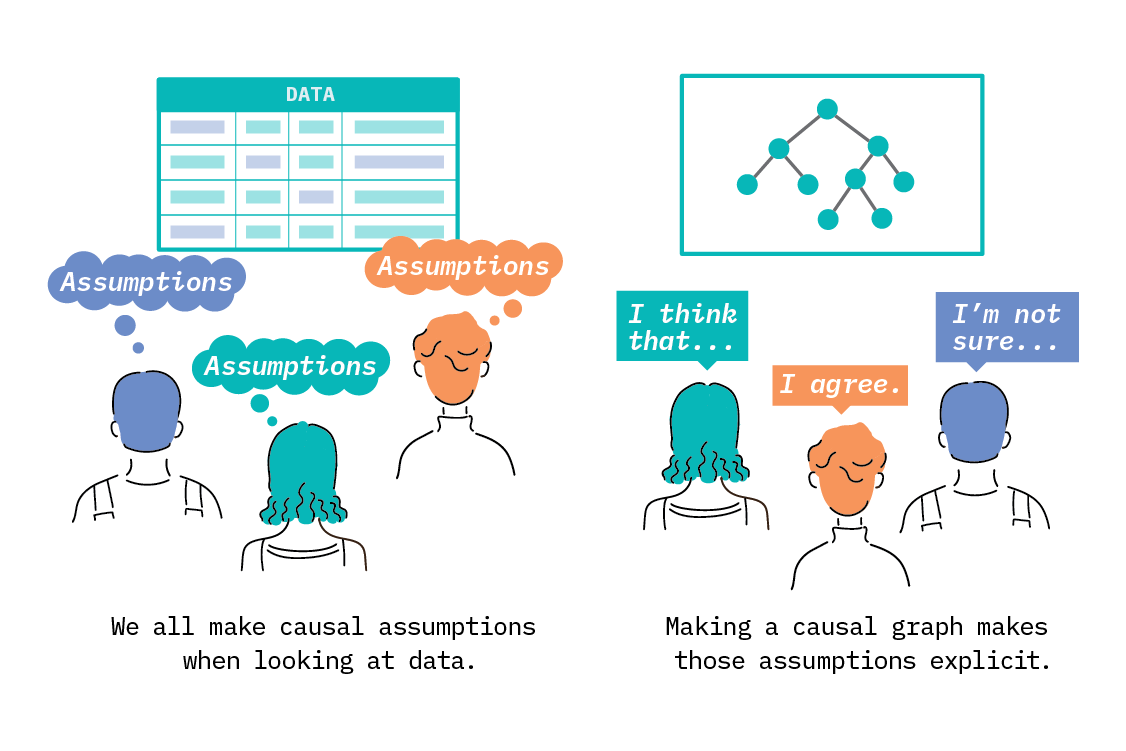 DATA
Assumptions
Assumptions
Assumptions
We all make causal assumptions
when looking at data.
I think
that...
I agree.
I’m not
sure...
Making a causal graph makes
those assumptions explicit.